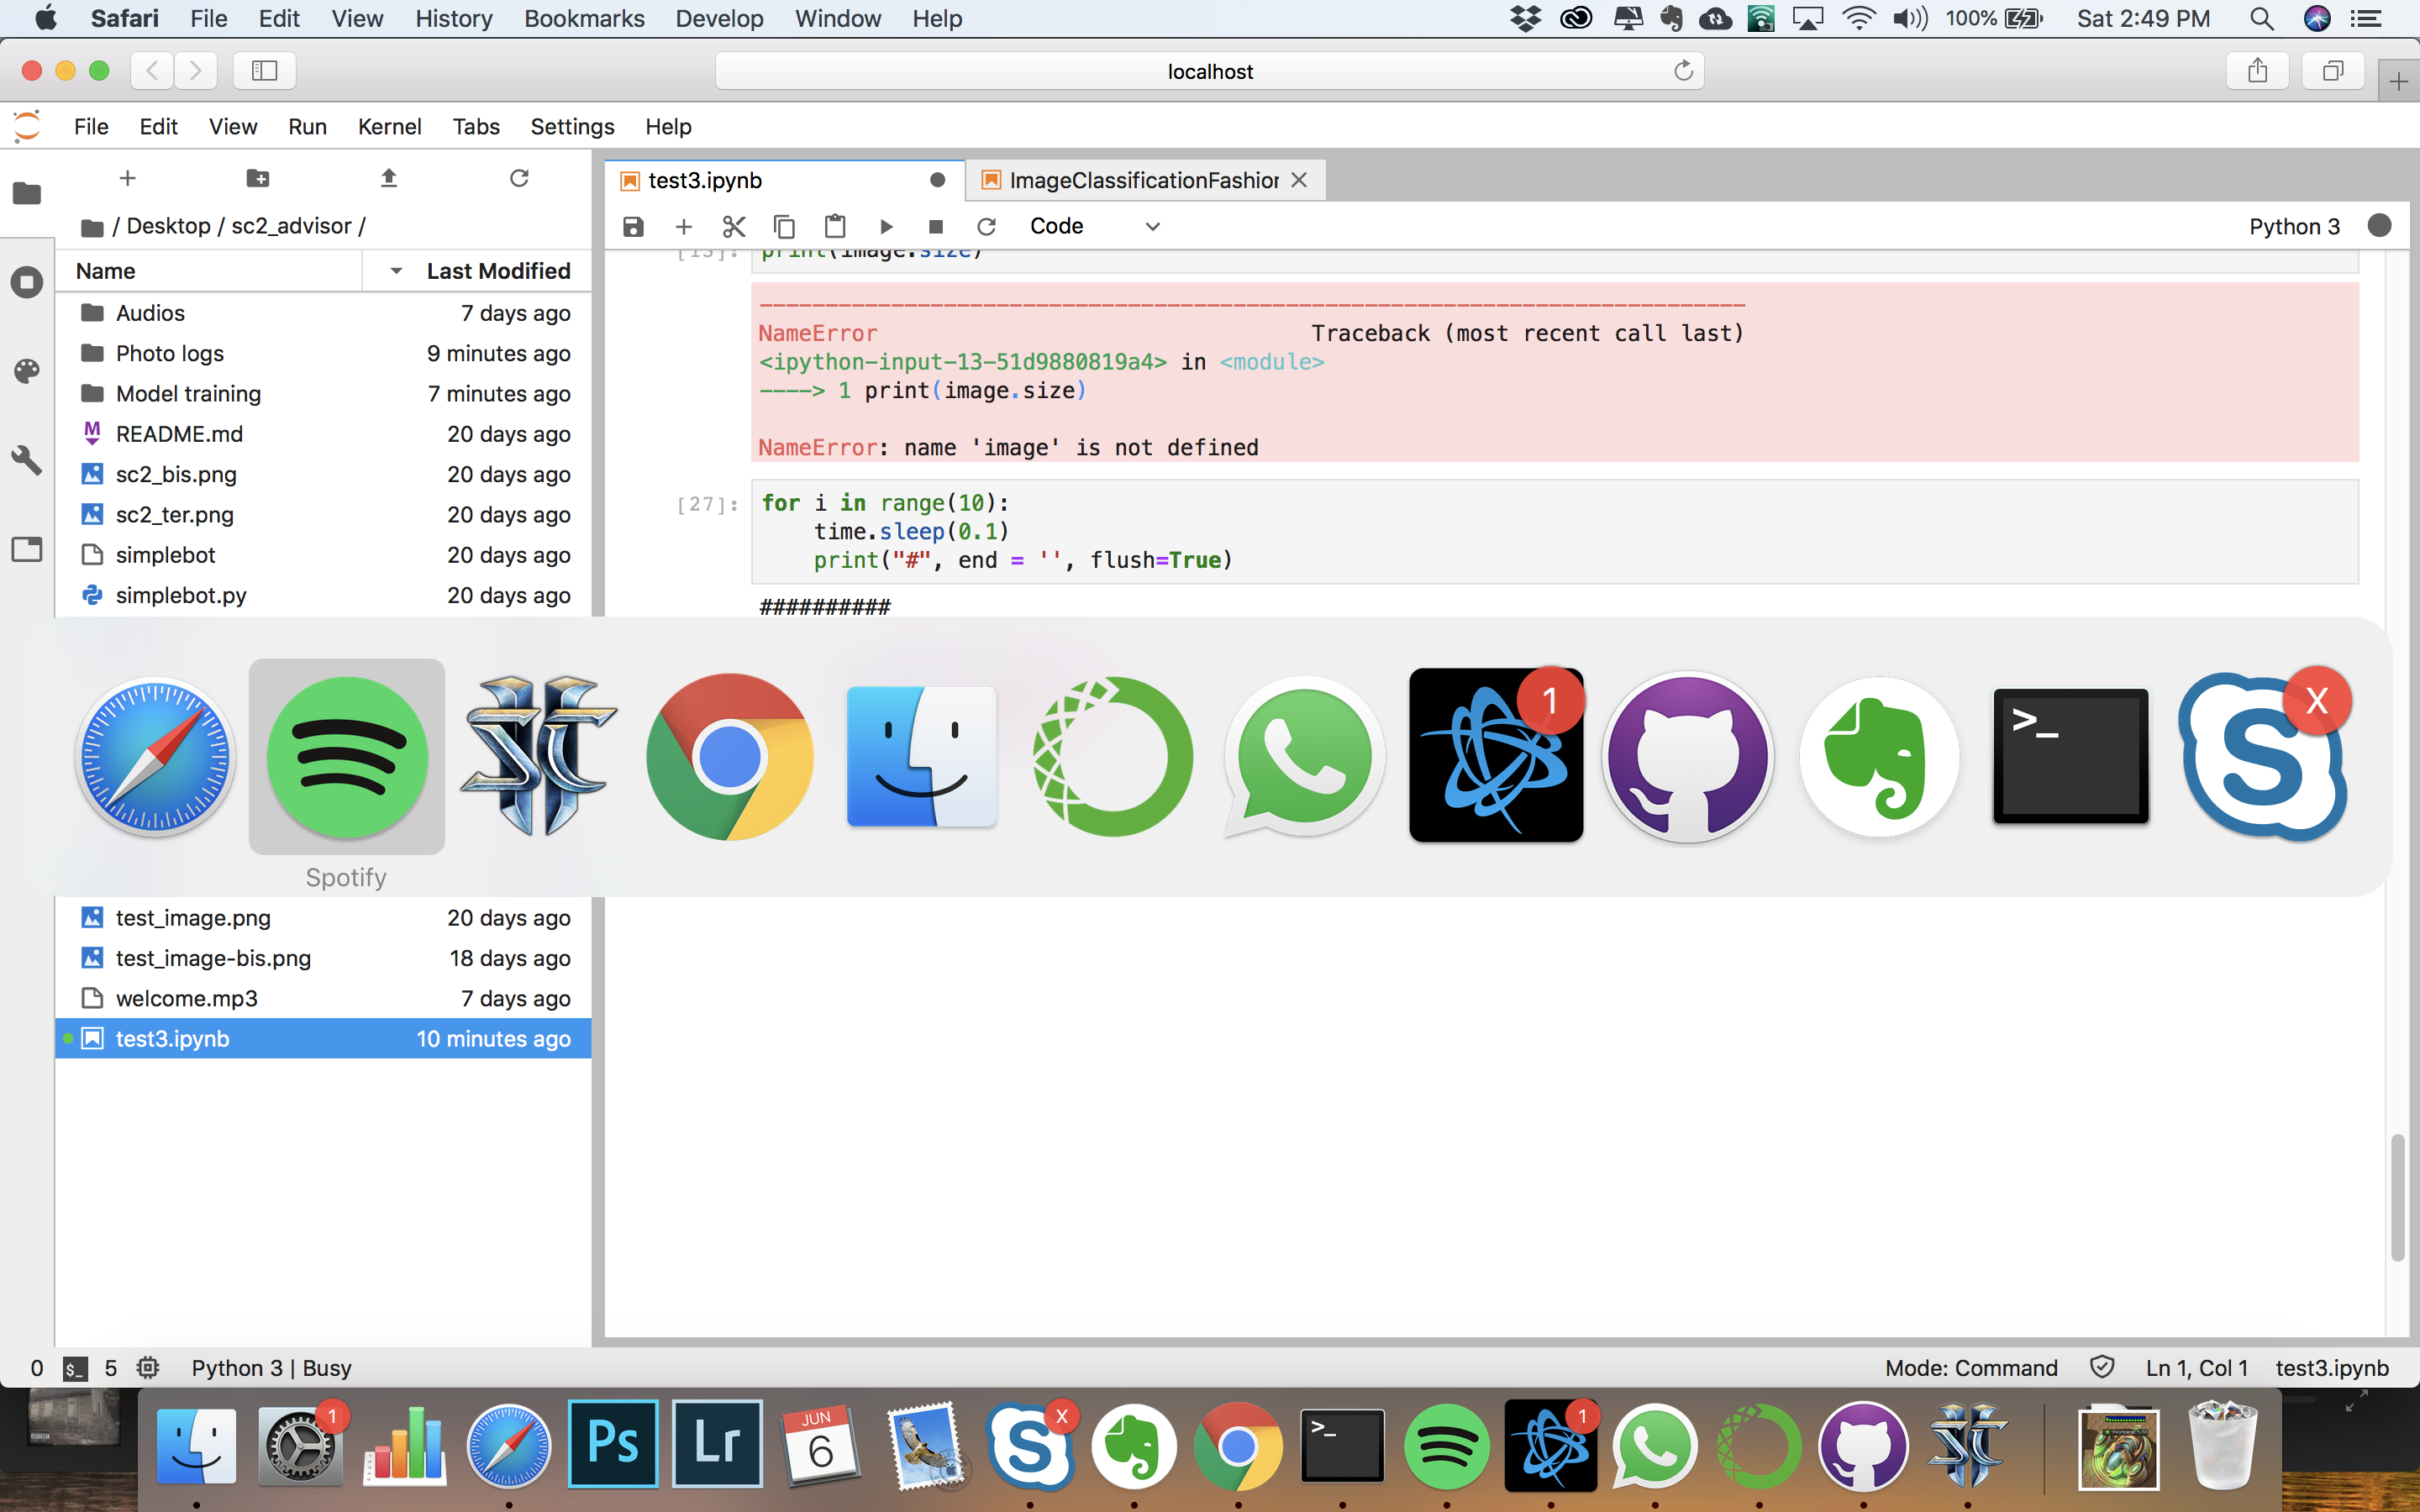 Safari File Edit View History Bookmarks Develop Window Help 100% Sat 2:49 PM
localhost
File Edit View Run Kernel Tabs Settings Help
test3.ipynb ImageClassificationFashior
/ Desktop / sc2_advisor /
Code Python 3
Name Last Modified
Audios 7 days ago
Photo logs 9 minutes ago
Model training 7 minutes ago
README.md 20 days ago
sc2_bis.png 20 days ago
sc2_ter.png 20 days ago
simplebot 20 days ago
simplebot.py 20 days ago
[13]: print(image.size)
---------------------------------------------------------------------------
NameError Traceback (most recent call last)
<ipython-input-13-51d9880819a4> in <module>
----> 1 print(image.size)
NameError: name 'image' is not defined
[27]: for i in range(10):
time.sleep(0.1)
print("#", end = '', flush=True)
##########
SC
1
>_
S
X
Spotify
test_image.png 20 days ago
test_image-bis.png 18 days ago
welcome.mp3 7 days ago
test3.ipynb 10 minutes ago
0 $_ 5 Python 3 | Busy Mode: Command Ln 1, Col 1 test3.ipynb
1
Ps
Lr
JUN
6
S
X
>_
1
SC